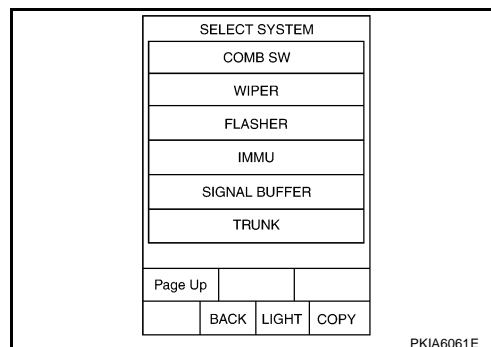 SELECT SYSTEM
COMB SW
WIPER
FLASHER
IMMU
SIGNAL BUFFER
TRUNK
Page Up
BACK LIGHT COPY
PKIA6061E